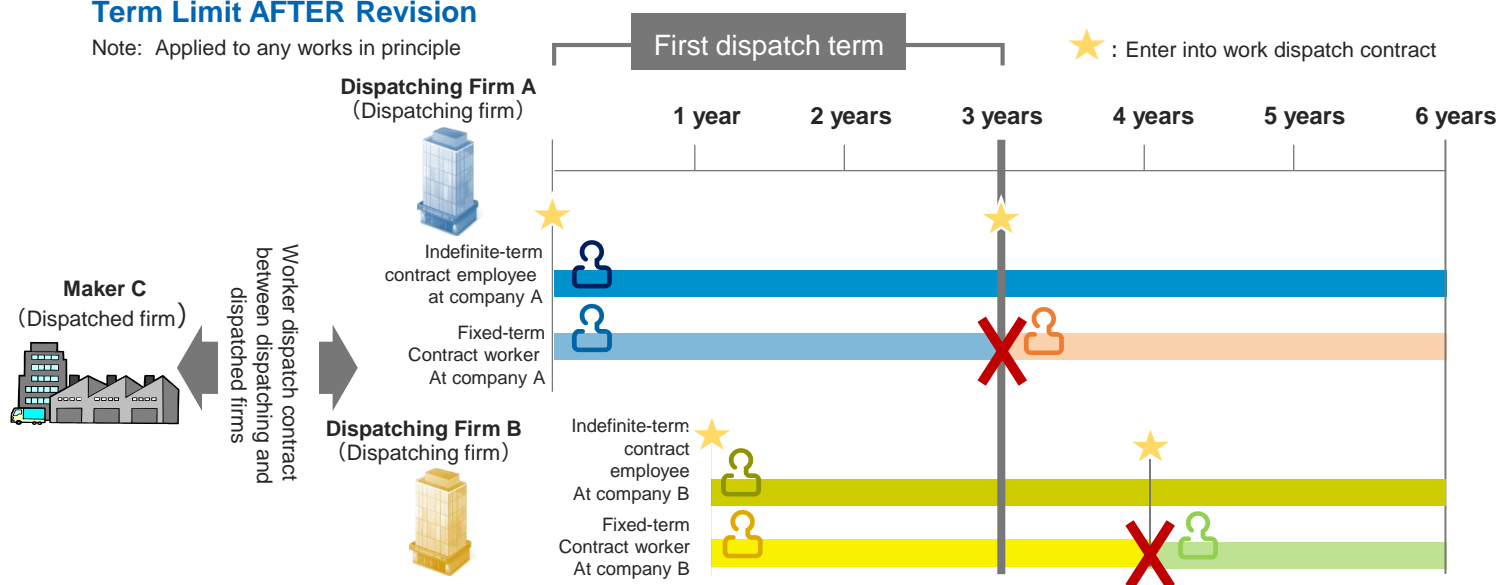 Term Limit AFTER Revision
Note: Applied to any works in principle
First dispatch term
: Enter into work dispatch contract
Dispatching Firm A
(Dispatching firm)
1 year
2 years
3 years
4 years
5 years
6 years
Indefinite-term
contract employee
at company A
Fixed-term
Contract worker
At company A
Maker C
(Dispatched firm)
Worker dispatch contract
between dispatching and
dispatched firms
Dispatching Firm B
(Dispatching firm)
Indefinite-term
contract
employee
At company B
Fixed-term
Contract worker
At company B